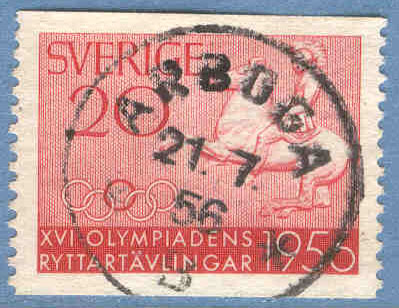 SVERIGE
20
ARBOGA
21. 7.
56
XVI OLYMPIADENS
RYTTARTÄVLINGAR 1956